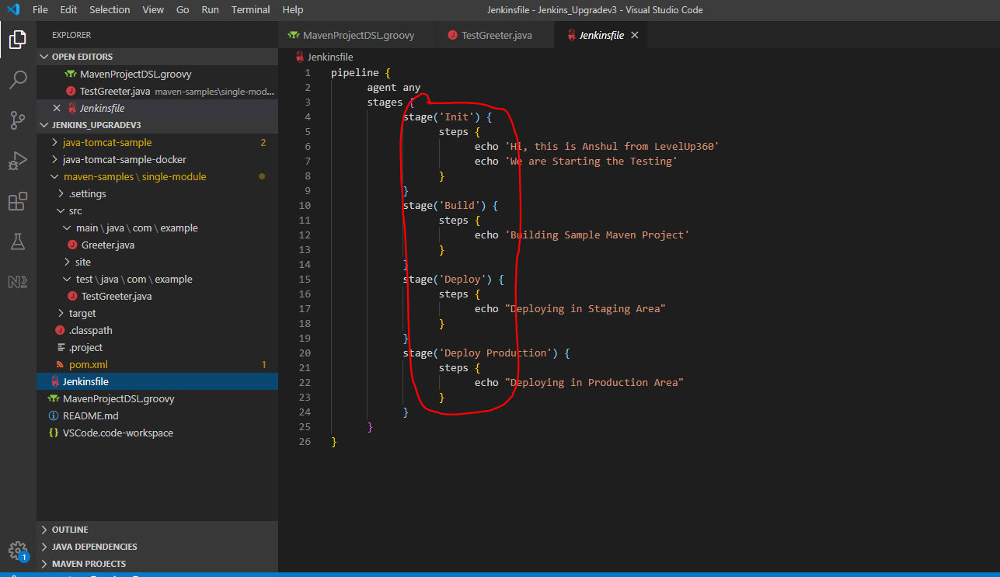 File Edit Selection View Go Run Terminal Help
Jenkinsfile - Jenkins_Upgradev3 - Visual Studio Code
EXPLORER
OPEN EDITORS
MavenProjectDSL.groovy
TestGreeter.java maven-samples\single-mod...
Jenkinsfile
JENKINS_UPGRADEV3
java-tomcat-sample 2
java-tomcat-sample-docker
maven-samples \ single-module
.settings
src
main \ java \ com \ example
Greeter.java
site
test \ java \ com \ example
TestGreeter.java
target
.classpath
.project
pom.xml 1
Jenkinsfile
MavenProjectDSL.groovy
README.md
VSCode.code-workspace
OUTLINE
JAVA DEPENDENCIES
MAVEN PROJECTS
1
MavenProjectDSL.groovy TestGreeter.java Jenkinsfile
Jenkinsfile
1 pipeline {
2 agent any
3 stages {
4 stage('Init') {
5 steps {
6 echo 'Hi, this is Anshul from LevelUp360'
7 echo 'We are Starting the Testing'
8 }
9 }
10 stage('Build') {
11 steps {
12 echo 'Building Sample Maven Project'
13 }
14 }
15 stage('Deploy') {
16 steps {
17 echo "Deploying in Staging Area"
18 }
19 }
20 stage('Deploy Production') {
21 steps {
22 echo "Deploying in Production Area"
23 }
24 }
25 }
26 }